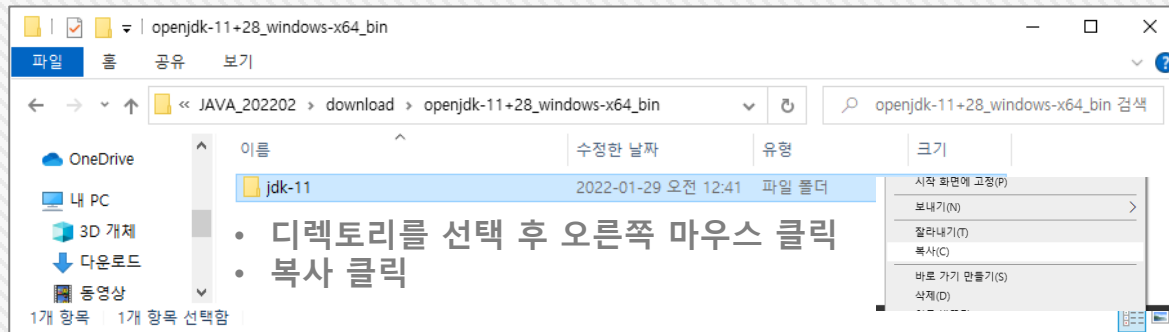 openjdk-11+28_windows-x64_bin
파일 홈 공유 보기
« JAVA_202202 › download › openjdk-11+28_windows-x64_bin
openjdk-11+28_windows-x64_bin 검색
이름 수정한 날짜 유형 크기
OneDrive
jdk-11 2022-01-29 오전 12:41 파일 폴더
시작 화면에 고정(P)
내 PC
보내기(N)
3D 개체
• 디렉토리를 선택 후 오른쪽 마우스 클릭
잘라내기(T)
복사(C)
다운로드
• 복사 클릭
바로 가기 만들기(S)
동영상
삭제(D)
1개 항목 1개 항목 선택함